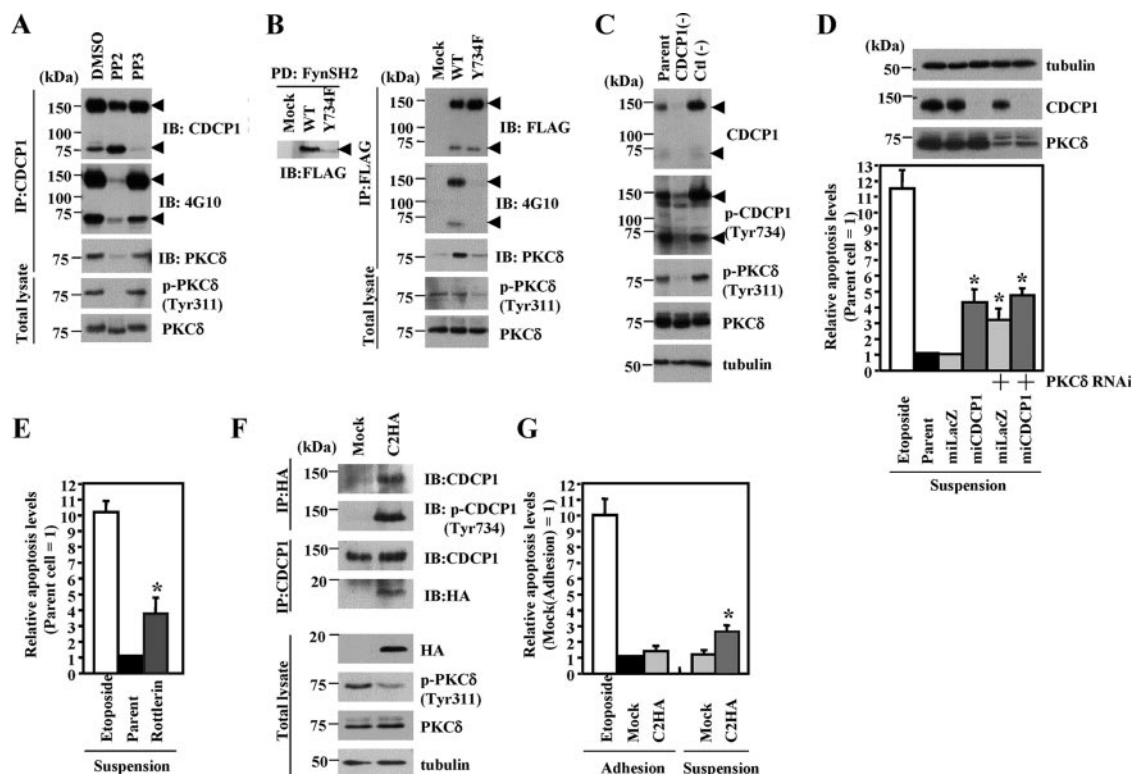 A
(kDa)
DMSO
PP2
PP3
IP:CDCP1
150
100
75
IB: CDCP1
150
100
75
IB: 4G10
75
IB: PKCδ
Total lysate
75
p-PKCδ
(Tyr311)
75
PKCδ
B
PD: FynSH2
Mock
WT
Y734F
IB:FLAG
(kDa)
Mock
WT
Y734F
IP:FLAG
150
100
75
IB: FLAG
150
100
75
IB: 4G10
75
IB: PKCδ
Total lysate
75
p-PKCδ
(Tyr311)
75
PKCδ
C
(kDa)
Parent
CDCP1(-)
Ctl (-)
150
100
75
CDCP1
150
100
75
p-CDCP1
(Tyr734)
75
p-PKCδ
(Tyr311)
75
PKCδ
50
tubulin
D
(kDa)
50
tubulin
150
CDCP1
75
PKCδ
Relative apoptosis levels
(Parent cell = 1)
13
12
11
10
9
8
7
6
5
4
3
2
1
0
*
*
*
+
+
PKCδ RNAi
Etoposide
Parent
miLacZ
miCDCP1
miLacZ
miCDCP1
Suspension
E
Relative apoptosis levels
(Parent cell = 1)
12
11
10
9
8
7
6
5
4
3
2
1
0
*
Etoposide
Parent
Rottlerin
Suspension
F
(kDa)
Mock
C2HA
IP:HA
150
IB:CDCP1
150
IB: p-CDCP1
(Tyr734)
IP:CDCP1
150
IB:CDCP1
20
IB:HA
Total lysate
20
HA
75
p-PKCδ
(Tyr311)
75
PKCδ
50
tubulin
G
Relative apoptosis levels
(Mock(Adhesion) = 1)
12
11
10
9
8
7
6
5
4
3
2
1
0
*
Etoposide
Mock
C2HA
Mock
C2HA
Adhesion
Suspension